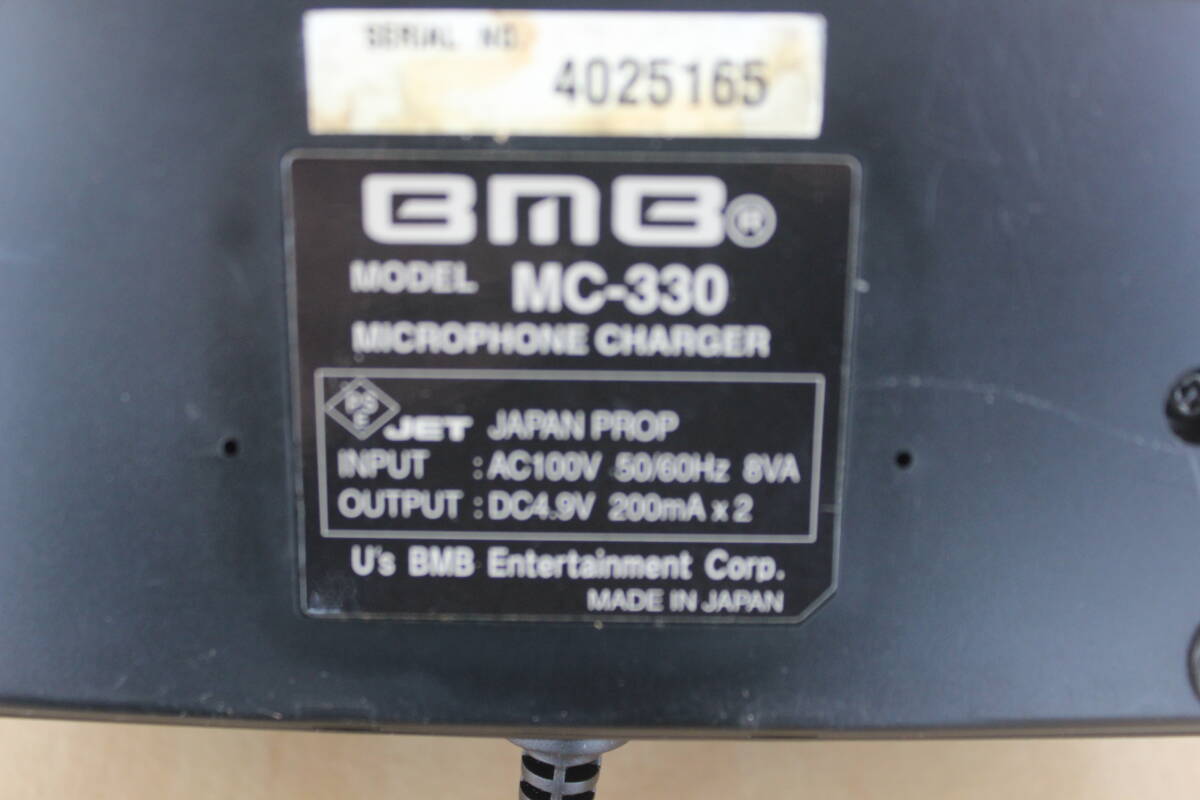 SERIAL NO.
4025165
BMB®
MODEL MC-330
MICROPHONE CHARGER
PS E JET JAPAN PROP
INPUT : AC100V 50/60Hz 8VA
OUTPUT : DC4.9V 200mA x 2
U's BMB Entertainment Corp.
MADE IN JAPAN